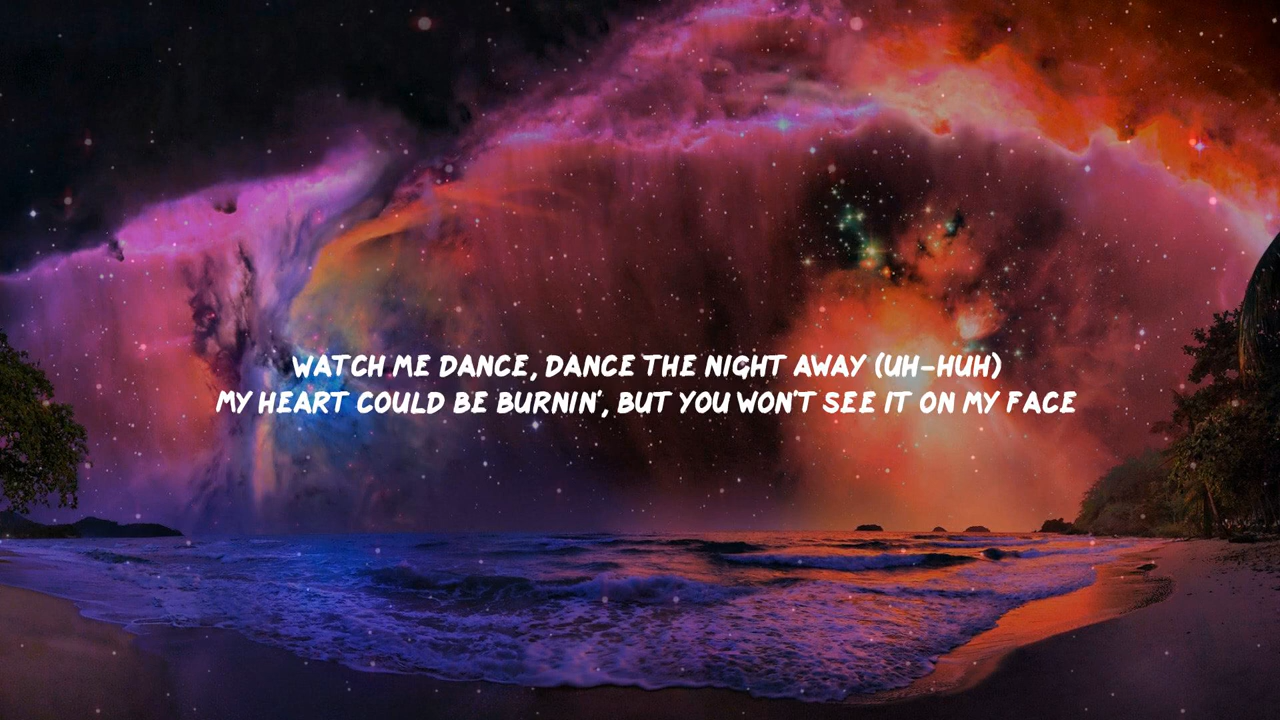 WATCH ME DANCE, DANCE THE NIGHT AWAY (UH-HUH)
MY HEART COULD BE BURNIN', BUT YOU WON'T SEE IT ON MY FACE